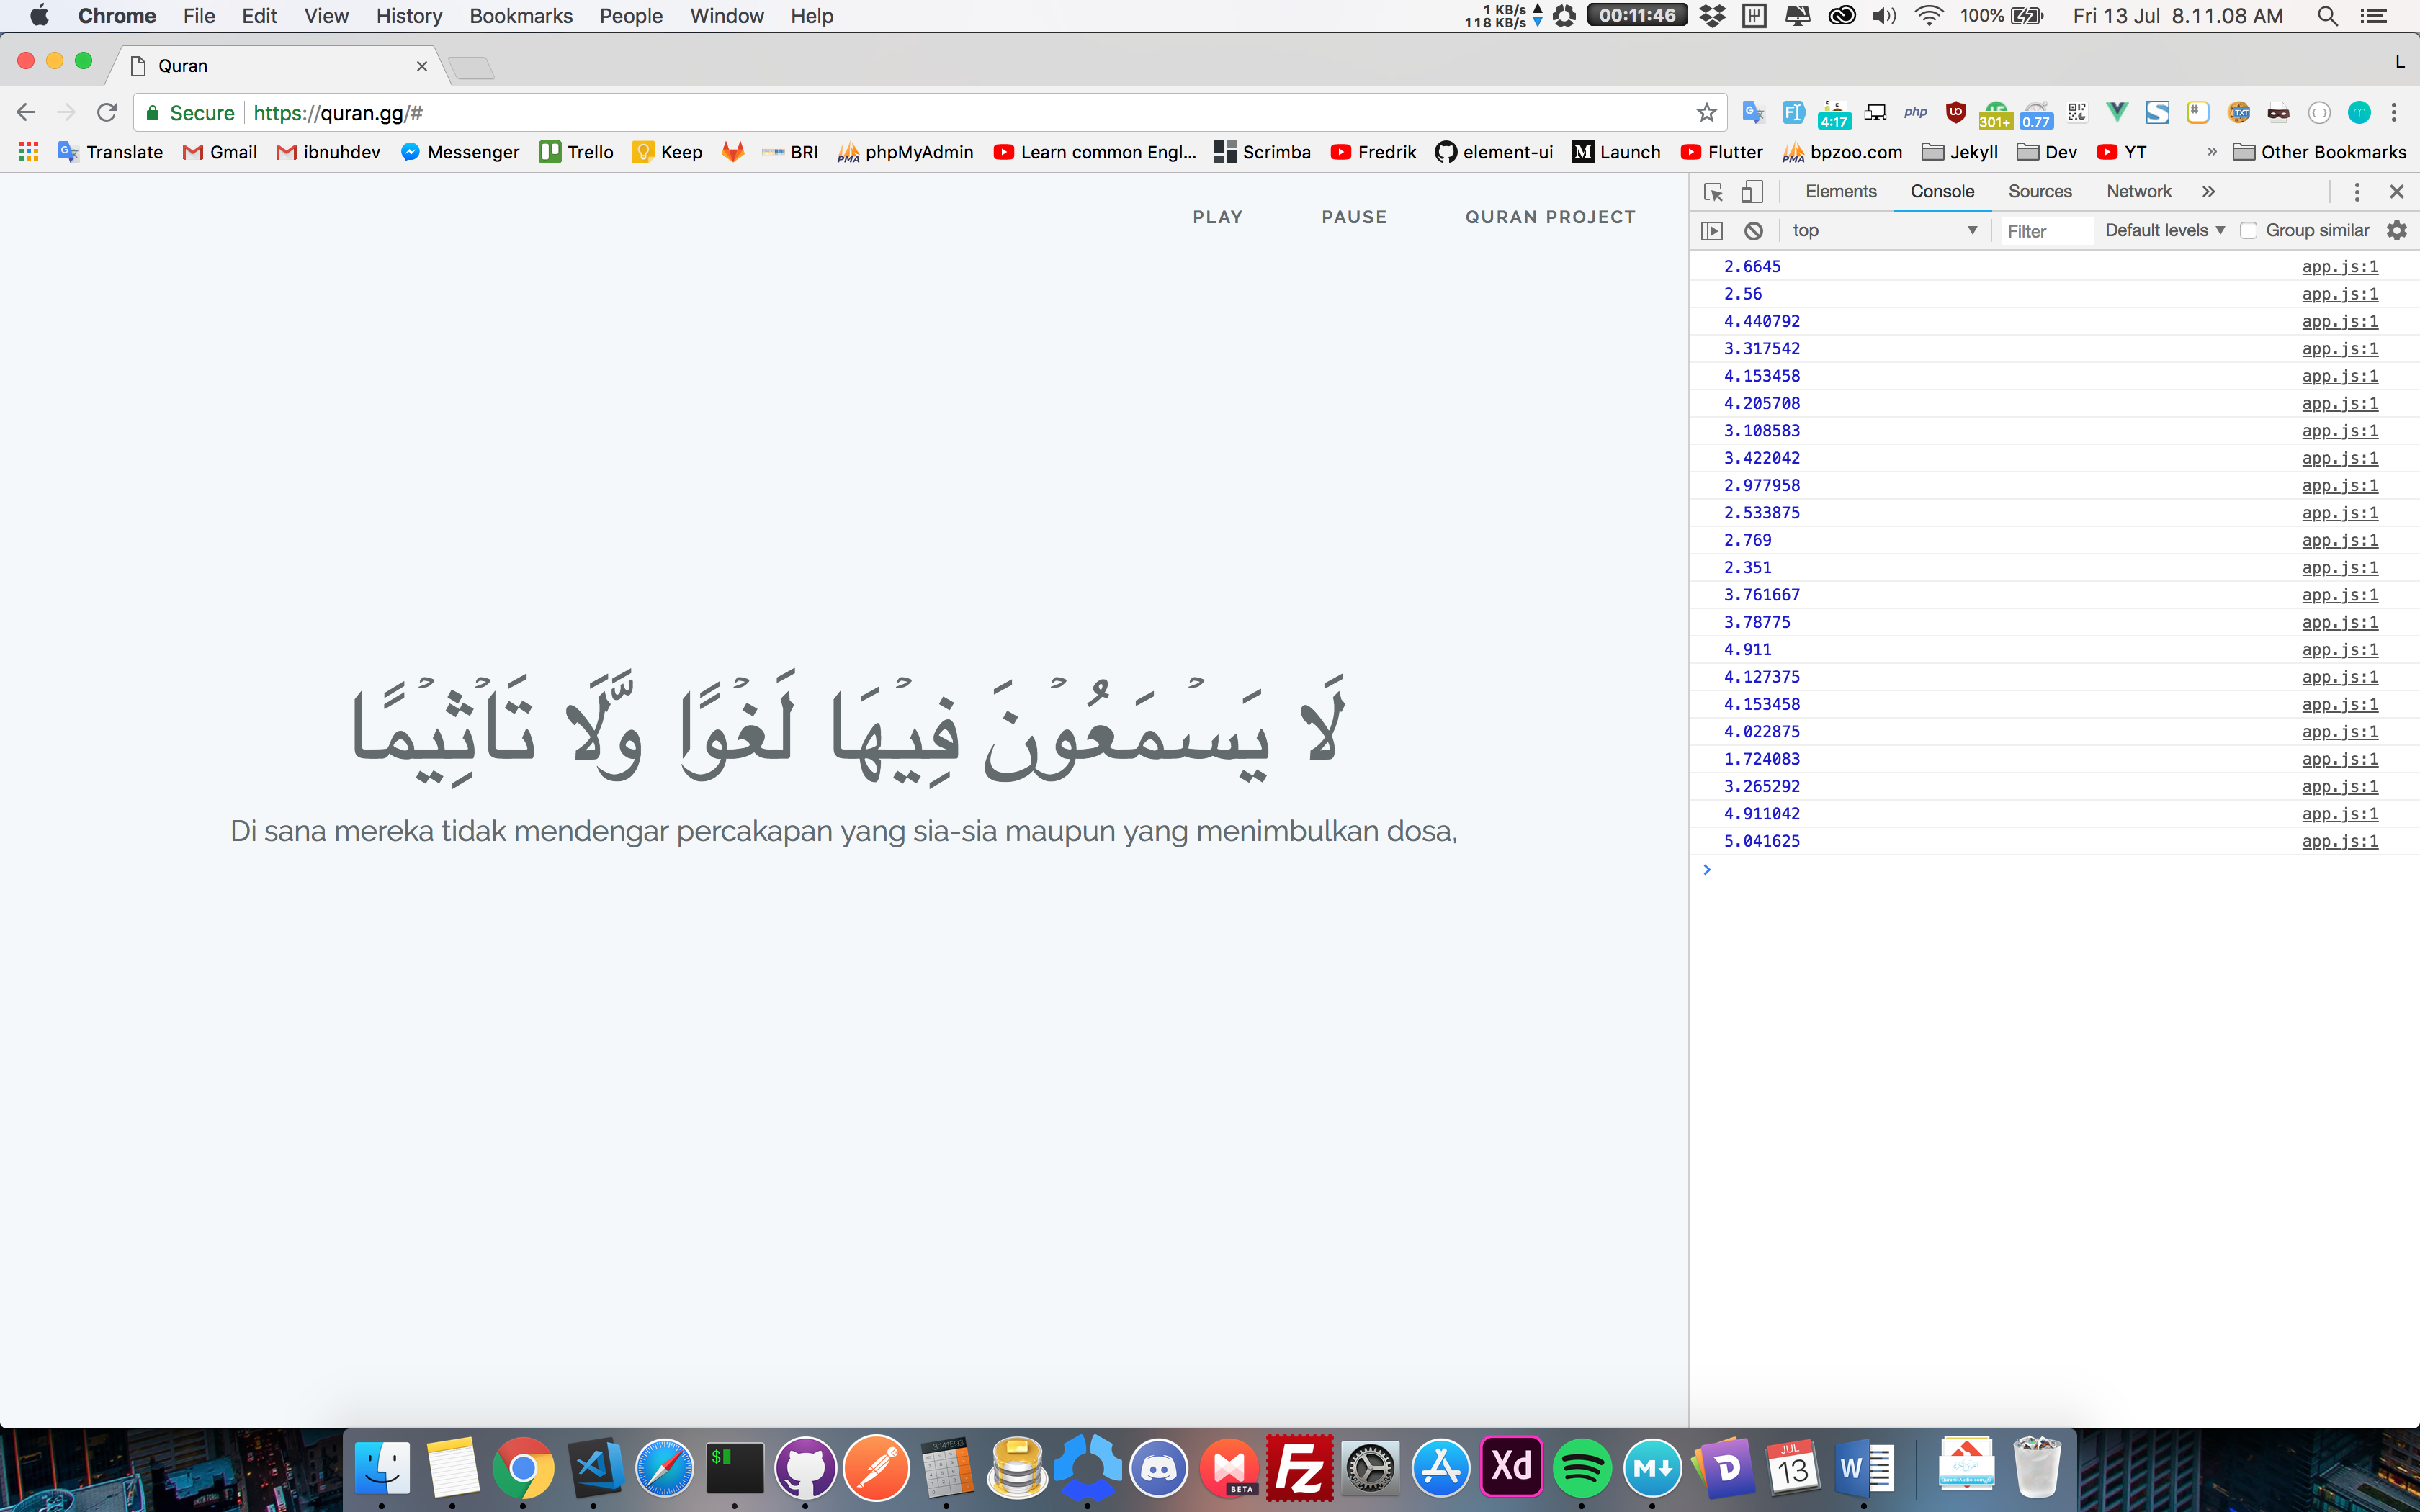 Chrome File Edit View History Bookmarks People Window Help
1 KB/s
118 KB/s
00:11:46
100%
Fri 13 Jul 8.11.08 AM
Quran
L
Secure https://quran.gg/#
4:17
php
301+
0.77
Translate Gmail ibnuhdev Messenger Trello Keep BRI phpMyAdmin Learn common Engl... Scrimba Fredrik element-ui Launch Flutter bpzoo.com Jekyll Dev YT » Other Bookmarks
PLAY PAUSE QURAN PROJECT
لَا يَسۡمَعُوۡنَ فِيۡهَا لَغۡوًا وَّلَا تَاۡثِيۡمًا
Di sana mereka tidak mendengar percakapan yang sia-sia maupun yang menimbulkan dosa,
Elements Console Sources Network »
top Filter Default levels Group similar
2.6645 app.js:1
2.56 app.js:1
4.440792 app.js:1
3.317542 app.js:1
4.153458 app.js:1
4.205708 app.js:1
3.108583 app.js:1
3.422042 app.js:1
2.977958 app.js:1
2.533875 app.js:1
2.769 app.js:1
2.351 app.js:1
3.761667 app.js:1
3.78775 app.js:1
4.911 app.js:1
4.127375 app.js:1
4.153458 app.js:1
4.022875 app.js:1
1.724083 app.js:1
3.265292 app.js:1
4.911042 app.js:1
5.041625 app.js:1
BETA
Fz
Xd
M
D
JUL
13
W